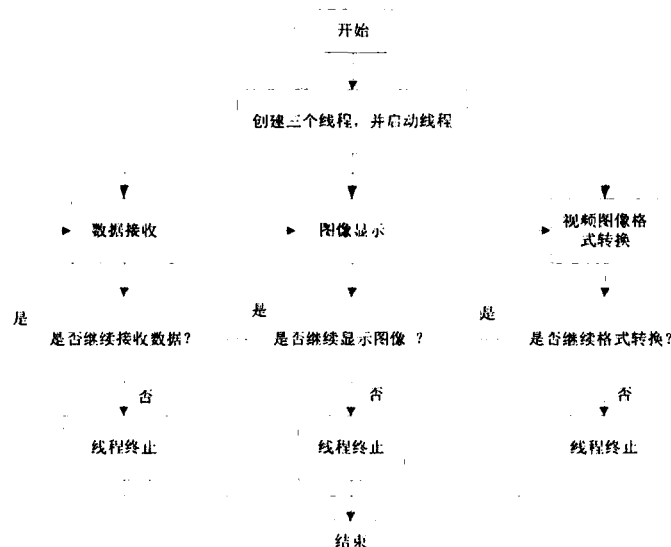 开始
创建三个线程，并启动线程
数据接收
图像显示
视频图像格
式转换
是
是否继续接收数据？
是
是否继续显示图像 ？
是
是否继续格式转换？
否
否
否
线程终止
线程终止
线程终止
结束